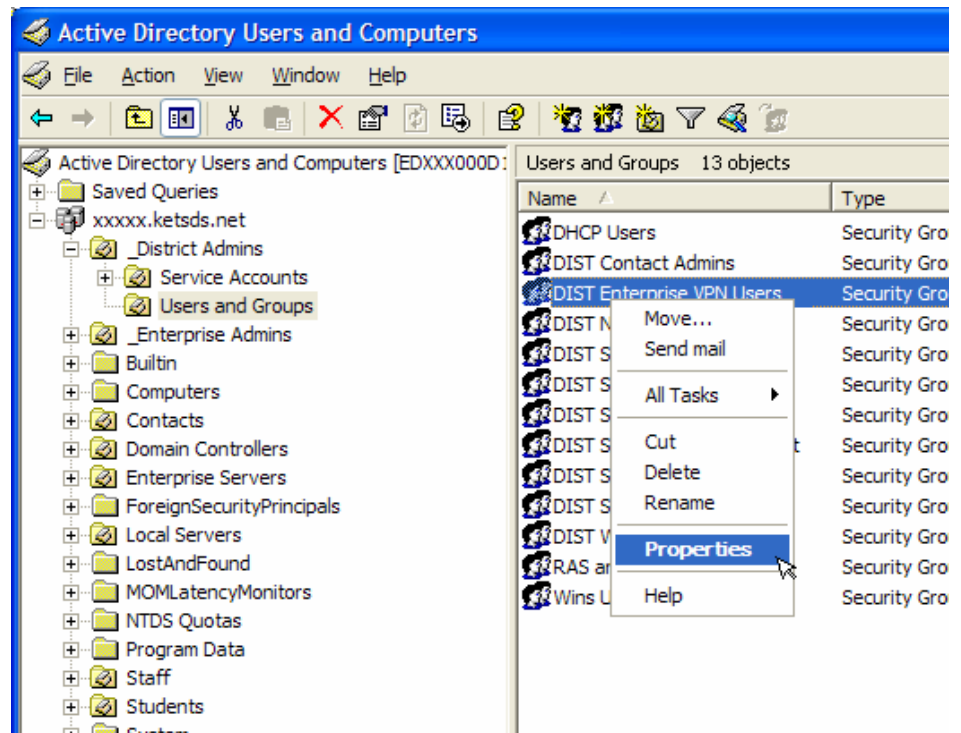 Active Directory Users and Computers
File Action View Window Help
Active Directory Users and Computers [EDXXX000D
Saved Queries
xxxxx.ketsds.net
_District Admins
Service Accounts
Users and Groups
_Enterprise Admins
Builtin
Computers
Contacts
Domain Controllers
Enterprise Servers
ForeignSecurityPrincipals
Local Servers
LostAndFound
MOMLatencyMonitors
NTDS Quotas
Program Data
Staff
Students
System
Users and Groups 13 objects
Name Type
DHCP Users Security Gro
DIST Contact Admins Security Gro
DIST Enterprise VPN Users Security Gro
DIST N Security Gro
DIST S Security Gro
DIST S Security Gro
DIST S Security Gro
DIST S t Security Gro
DIST S Security Gro
DIST S Security Gro
DIST W Security Gro
RAS an Security Gro
Wins U Security Gro
Move...
Send mail
All Tasks
Cut
Delete
Rename
Properties
Help